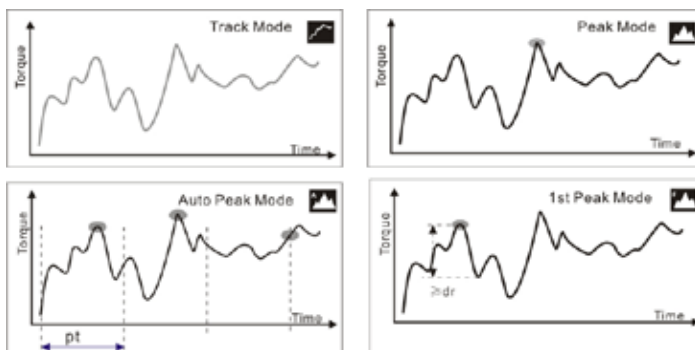 Track Mode
Torque
Time
Peak Mode
Torque
Time
Auto Peak Mode
Torque
Time
pt
1st Peak Mode
Torque
≥dr
Time